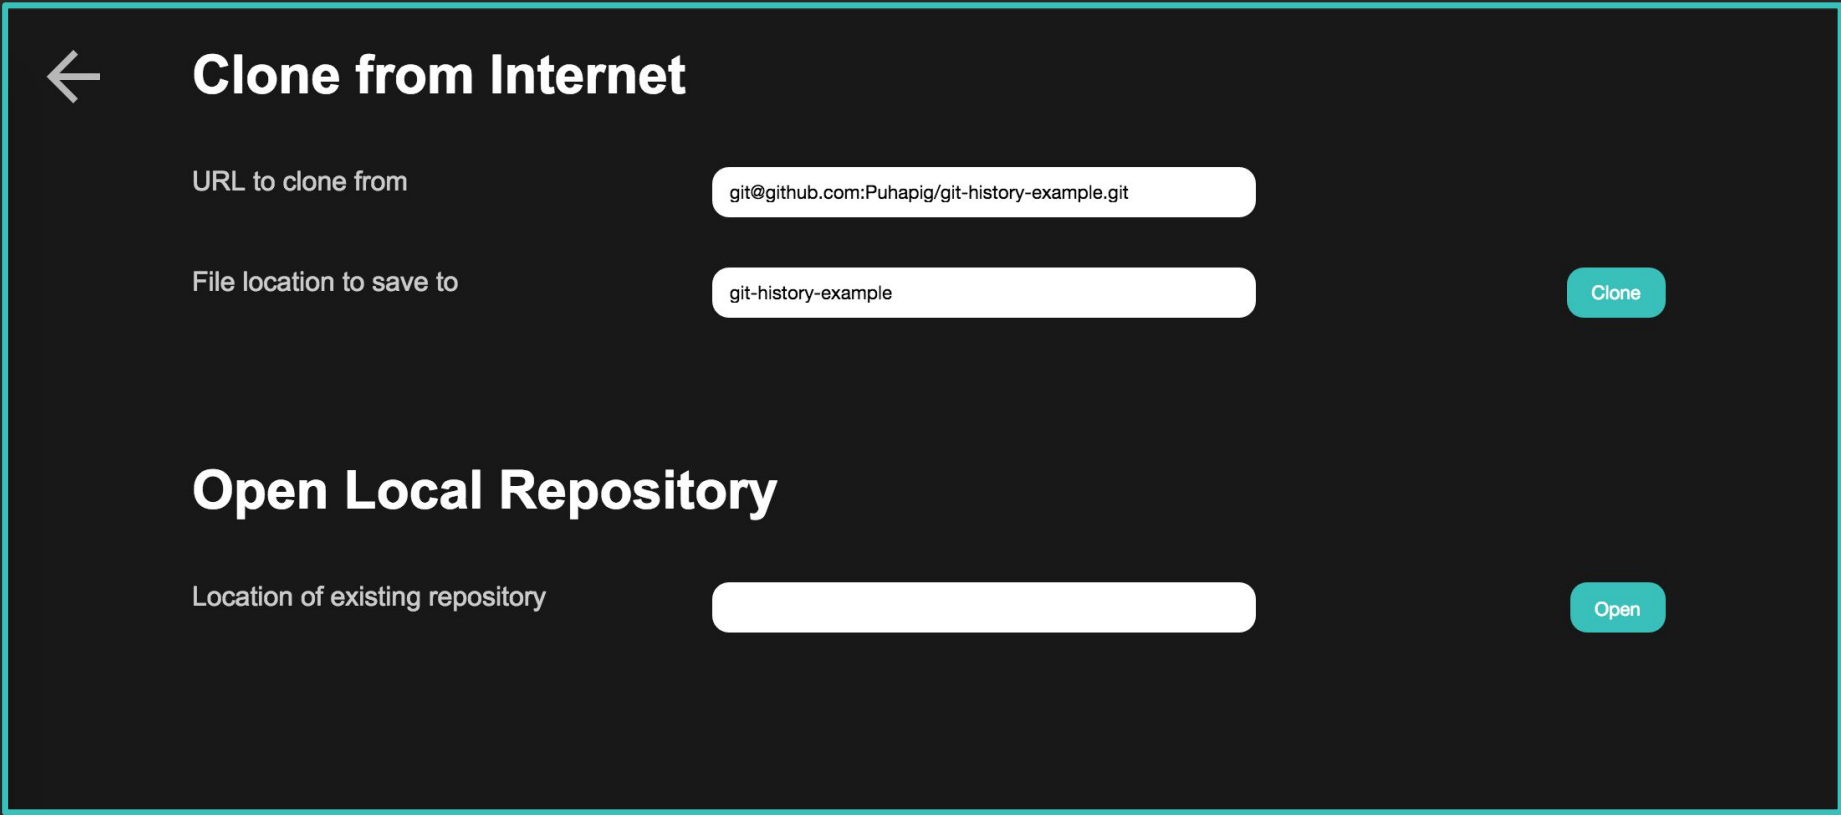 Clone from Internet
URL to clone from
git@github.com:Puhapig/git-history-example.git
File location to save to
git-history-example
Clone
Open Local Repository
Location of existing repository
Open